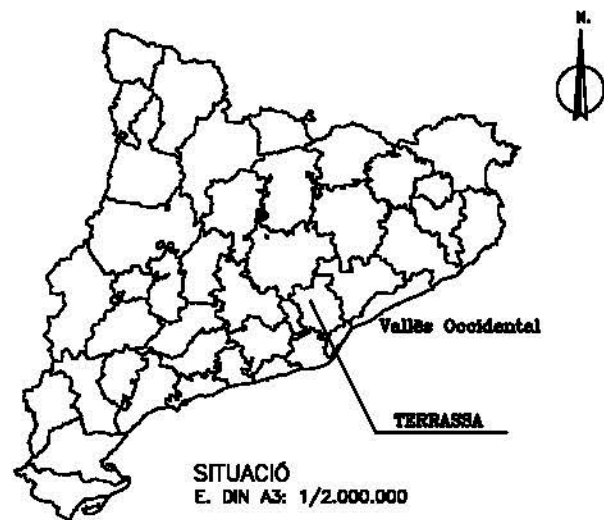 N.
Vallès Occidental
TERRASSA
SITUACIÓ
E. DIN A3: 1/2.000.000